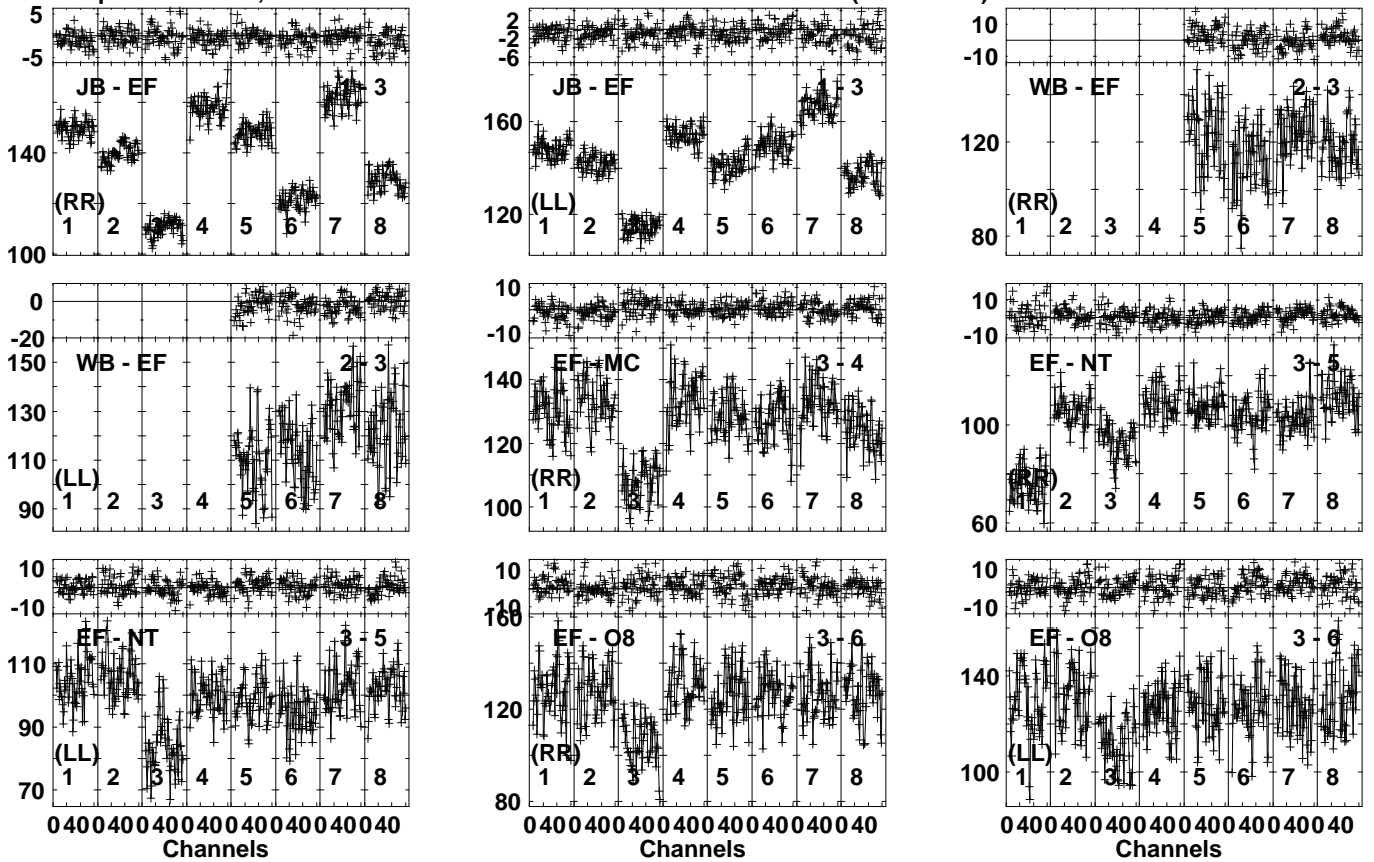 5
-5
JB - EF 1 - 3
140
(RR)
1 2 3 4 5 6 7 8
100
2
-2
-6
JB - EF 1 - 3
160
120
(LL)
1 2 3 4 5 6 7 8
10
-10
WB - EF 2 - 3
120
(RR)
1 2 3 4 5 6 7 8
80
0
-20
150
WB - EF 2 - 3
130
110
(LL)
90
1 2 3 4 5 6 7 8
10
-10
EF - MC 3 - 4
140
120
(RR)
100
1 2 3 4 5 6 7 8
10
-10
EF - NT 3 - 5
100
(RR)
1 2 3 4 5 6 7 8
60
10
-10
EF - NT 3 - 5
110
90
(LL)
70
1 2 3 4 5 6 7 8
0 40 0 40 0 40 0 40 0 40 0 40 0 40 0 40
Channels
10
-10
160
EF - O8 3 - 6
120
(RR)
1 2 3 4 5 6 7 8
80
0 40 0 40 0 40 0 40 0 40 0 40 0 40 0 40
Channels
10
-10
EF - O8 3 - 6
140
100
(LL)
1 2 3 4 5 6 7 8
0 40 0 40 0 40 0 40 0 40 0 40 0 40 0 40
Channels